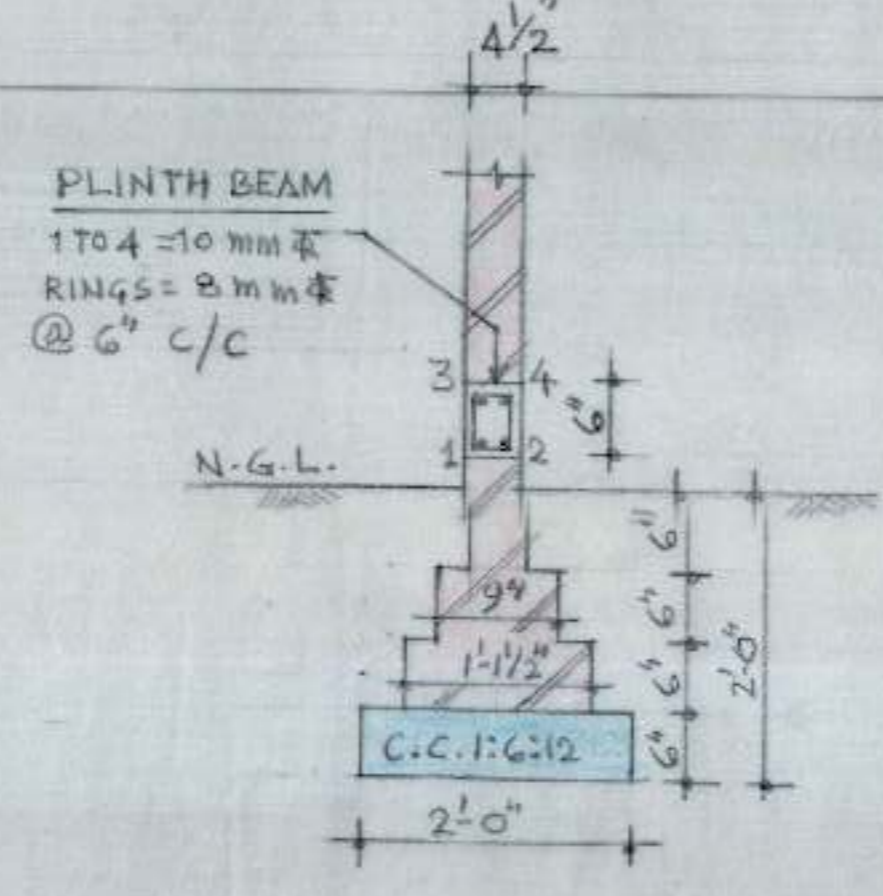 4½"
PLINTH BEAM
1 TO 4 = 10 mm
RINGS = 8 mm
@ 6" C/C
3 4
6"
1 2
N.G.L.
6"
9"
6"
1'-1½"
6"
2'-0"
C.C. 1:6:12
6"
2'-0"